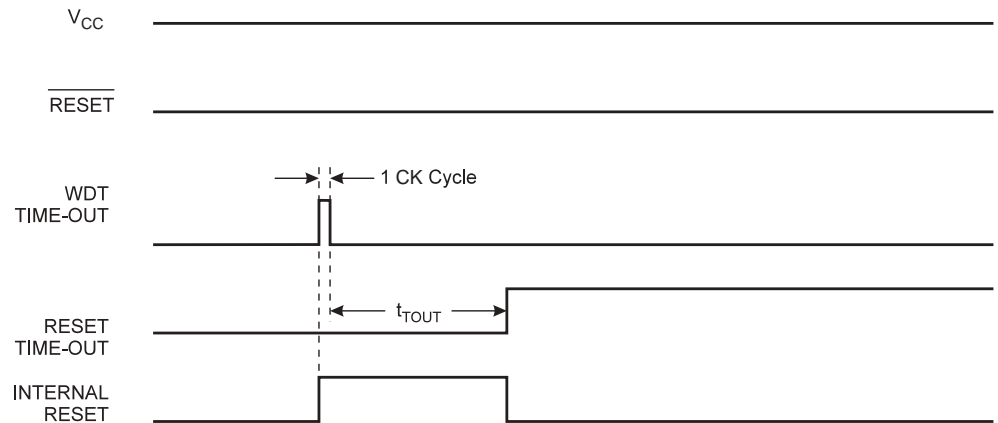 VCC
RESET
1 CK Cycle
WDT
TIME-OUT
tTOUT
RESET
TIME-OUT
INTERNAL
RESET